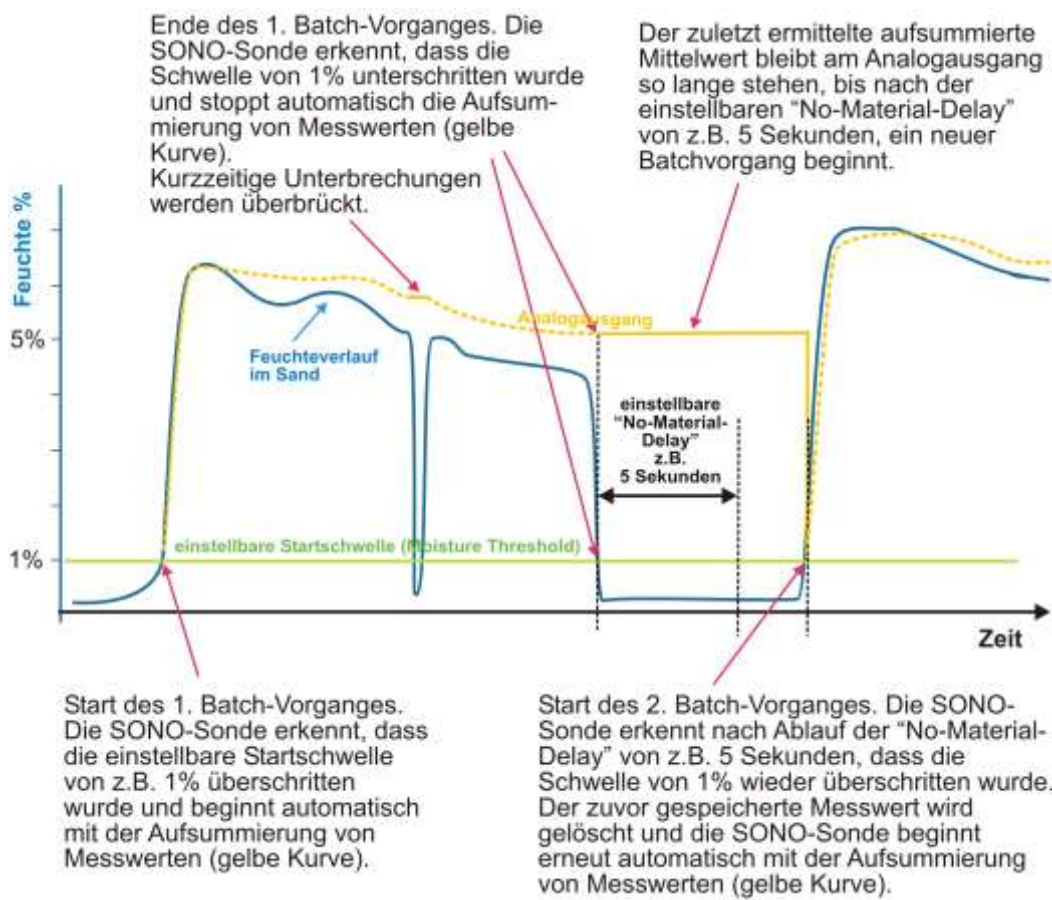 Ende des 1. Batch-Vorganges. Die
SONO-Sonde erkennt, dass die
Schwelle von 1% unterschritten wurde
und stoppt automatisch die Aufsum-
mierung von Messwerten (gelbe
Kurve).
Kurzzeitige Unterbrechungen
werden überbrückt.
Der zuletzt ermittelte aufsummierte
Mittelwert bleibt am Analogausgang
so lange stehen, bis nach der
einstellbaren “No-Material-Delay”
von z.B. 5 Sekunden, ein neuer
Batchvorgang beginnt.
Feuchte %
5%
1%
Analogausgang
Feuchteverlauf
im Sand
einstellbare
“No-Material-
Delay”
z.B.
5 Sekunden
einstellbare Startschwelle (Moisture Threshold)
Zeit
Start des 1. Batch-Vorganges.
Die SONO-Sonde erkennt, dass
die einstellbare Startschwelle
von z.B. 1% überschritten
wurde und beginnt automatisch
mit der Aufsummierung von
Messwerten (gelbe Kurve).
Start des 2. Batch-Vorganges. Die SONO-
Sonde erkennt nach Ablauf der “No-Material-
Delay” von z.B. 5 Sekunden, dass die
Schwelle von 1% wieder überschritten wurde.
Der zuvor gespeicherte Messwert wird
gelöscht und die SONO-Sonde beginnt
erneut automatisch mit der Aufsummierung
von Messwerten (gelbe Kurve).